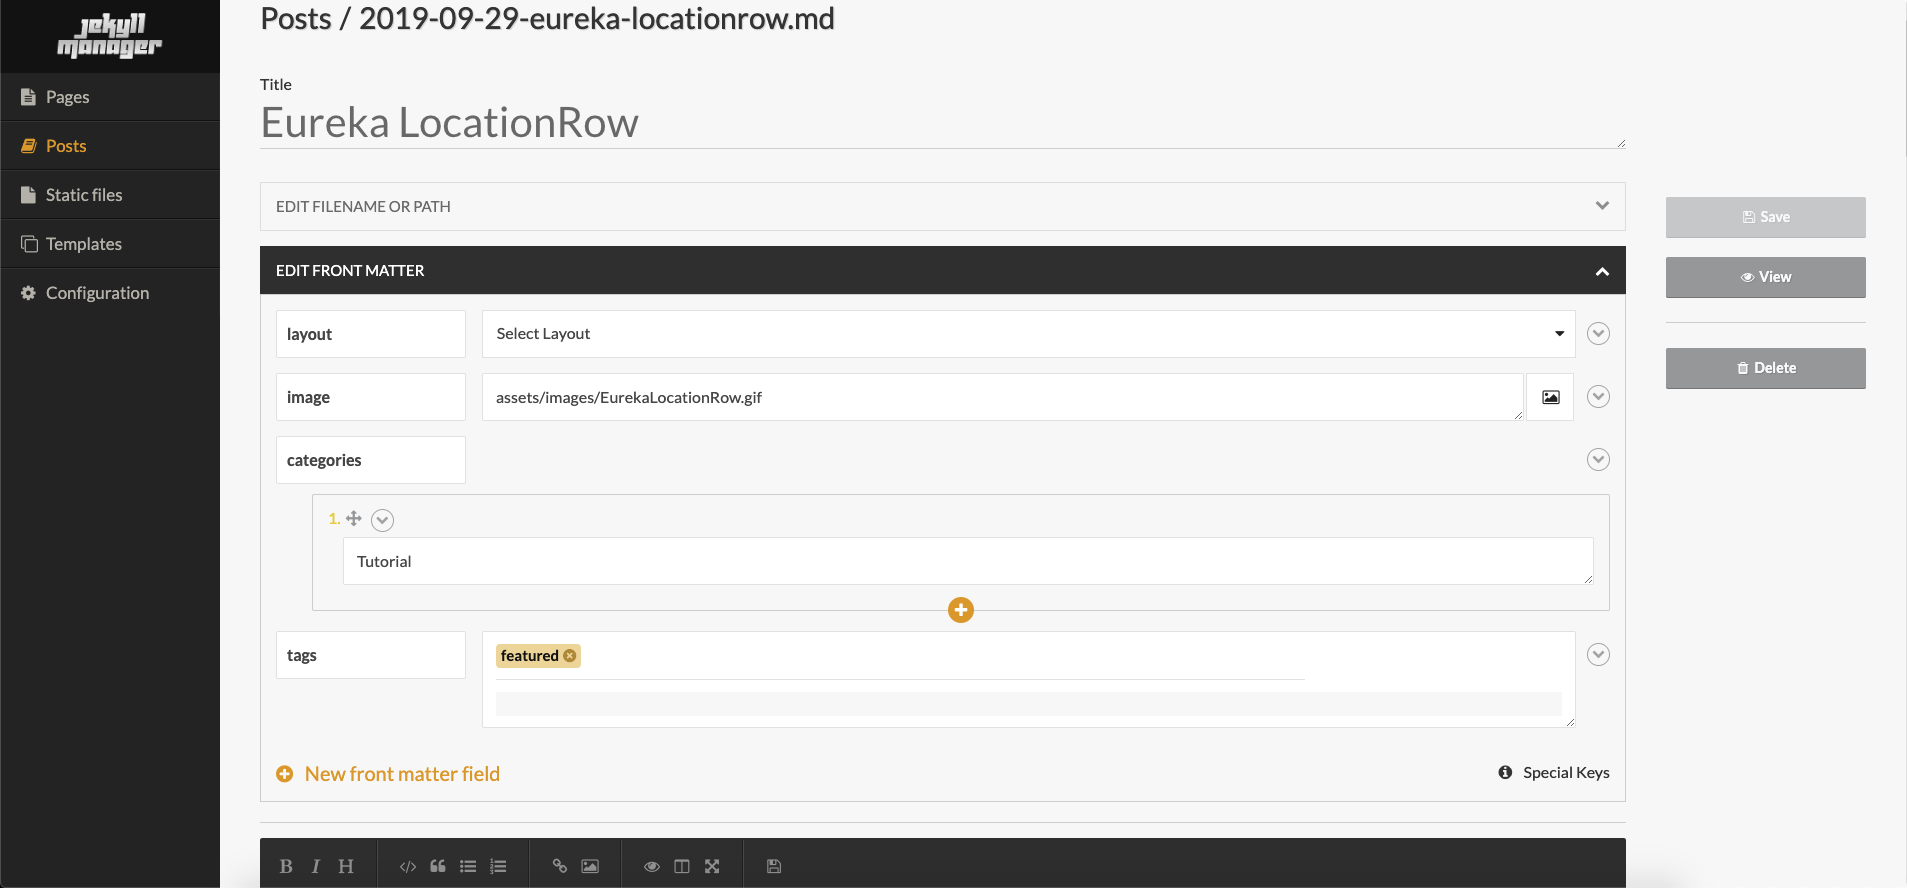 jekyll
manager
Pages
Posts
Static files
Templates
Configuration
Posts / 2019-09-29-eureka-locationrow.md
Title
Eureka LocationRow
EDIT FILENAME OR PATH
EDIT FRONT MATTER
layout
Select Layout
image
assets/images/EurekaLocationRow.gif
categories
1.
Tutorial
tags
featured
New front matter field
Special Keys
Save
View
Delete
B I H